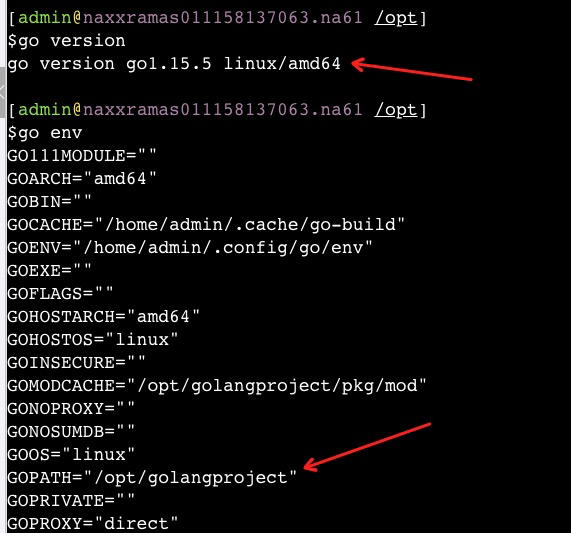 [admin@naxxramas011158137063.na61 /opt]
$go version
go version go1.15.5 linux/amd64
[admin@naxxramas011158137063.na61 /opt]
$go env
GO111MODULE=""
GOARCH="amd64"
GOBIN=""
GOCACHE="/home/admin/.cache/go-build"
GOENV="/home/admin/.config/go/env"
GOEXE=""
GOFLAGS=""
GOHOSTARCH="amd64"
GOHOSTOS="linux"
GOINSECURE=""
GOMODCACHE="/opt/golangproject/pkg/mod"
GONOPROXY=""
GONOSUMDB=""
GOOS="linux"
GOPATH="/opt/golangproject"
GOPRIVATE=""
GOPROXY="direct"